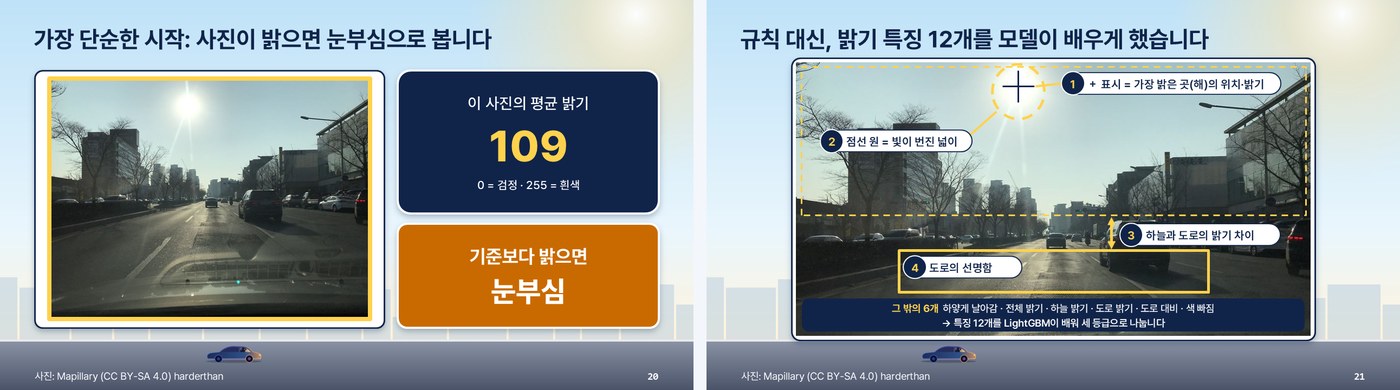 가장 단순한 시작: 사진이 밝으면 눈부심으로 봅니다
이 사진의 평균 밝기
109
0 = 검정 · 255 = 흰색
기준보다 밝으면
눈부심
사진: Mapillary (CC BY-SA 4.0) harderthan
20
규칙 대신, 밝기 특징 12개를 모델이 배우게 했습니다
1 + 표시 = 가장 밝은 곳(해)의 위치·밝기
2 점선 원 = 빛이 번진 넓이
3 하늘과 도로의 밝기 차이
4 도로의 선명함
그 밖의 6개 하얗게 날아감 · 전체 밝기 · 하늘 밝기 · 도로 밝기 · 도로 대비 · 색 빠짐
→ 특징 12개를 LightGBM이 배워 세 등급으로 나눕니다
사진: Mapillary (CC BY-SA 4.0) harderthan
21